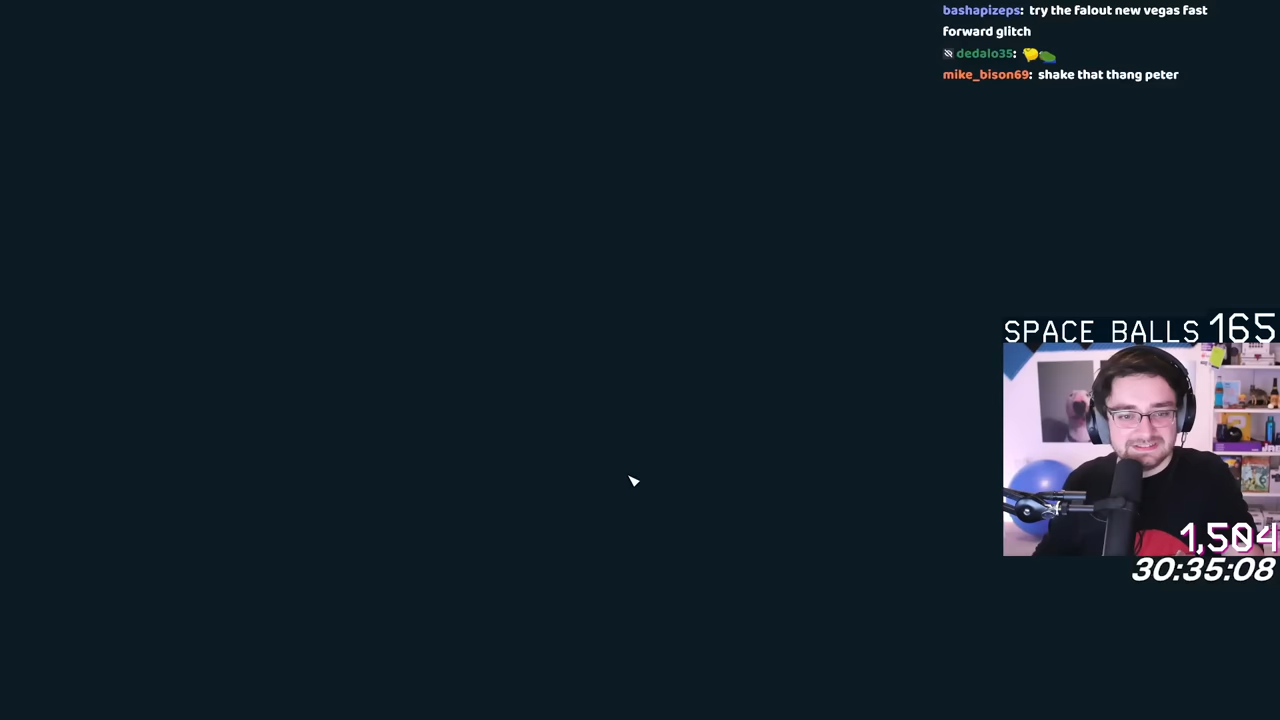 bashapizeps: try the falout new vegas fast
forward glitch
dedalo35:
mike_bison69: shake that thang peter
SPACE BALLS 165
1,504
30:35:08